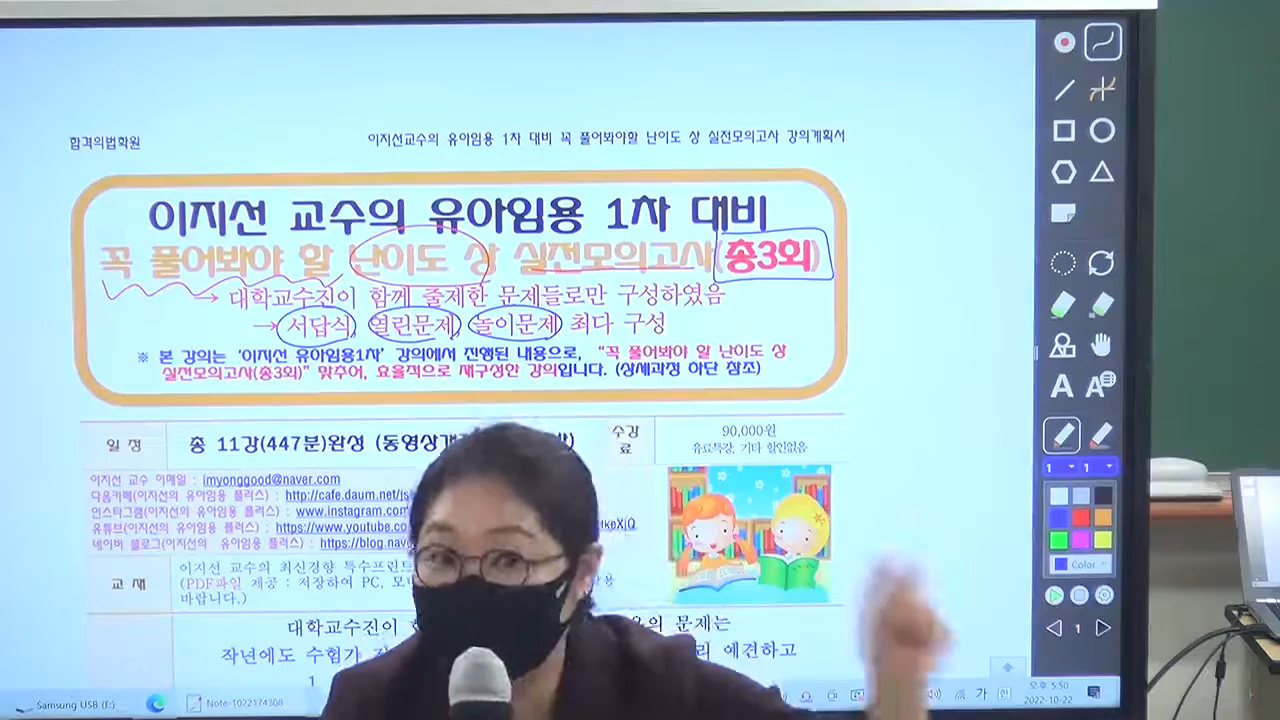 합격의법학원
이지선교수의 유아임용 1차 대비 꼭 풀어봐야할 난이도 상 실전모의고사 강의계획서
이지선 교수의 유아임용 1차 대비
꼭 풀어봐야 할 난이도 상 실전모의고사(총3회)
→ 대학교수진이 함께 출제한 문제들로만 구성하였음
→ 서답식, 열린문제, 놀이문제 최다 구성
※ 본 강의는 '이지선 유아임용1차' 강의에서 진행된 내용으로, "꼭 풀어봐야 할 난이도 상
실전모의고사(총3회)" 맞추어, 효율적으로 재구성한 강의입니다. (상세과정 하단 참조)
일 정
총 11강(447분)완성 (동영상
수강
료
90,000원
유료특강, 기타 할인없음
이지선 교수 이메일 : imyonggood@naver.com
다음카페(이지선의 유아임용 플러스) : http://cafe.daum.net/js
인스타그램(이지선의 유아임용 플러스) : www.instagram.com
유튜브(이지선의 유아임용 플러스) : https://www.youtube.co
네이버 블로그(이지선의 유아임용 플러스) : https://blog.nav
교 재
이지선 교수의 최신경향 특수프린트
(PDF파일 제공 : 저장하여 PC, 모
바랍니다.)
대학교수진이
의 문제는
작년에도 수험가
리 예견하고
Samsung USB (E:)
Note-1022174308
가
오후 5:50
2022-10-22
A
A
1
1
Color
1